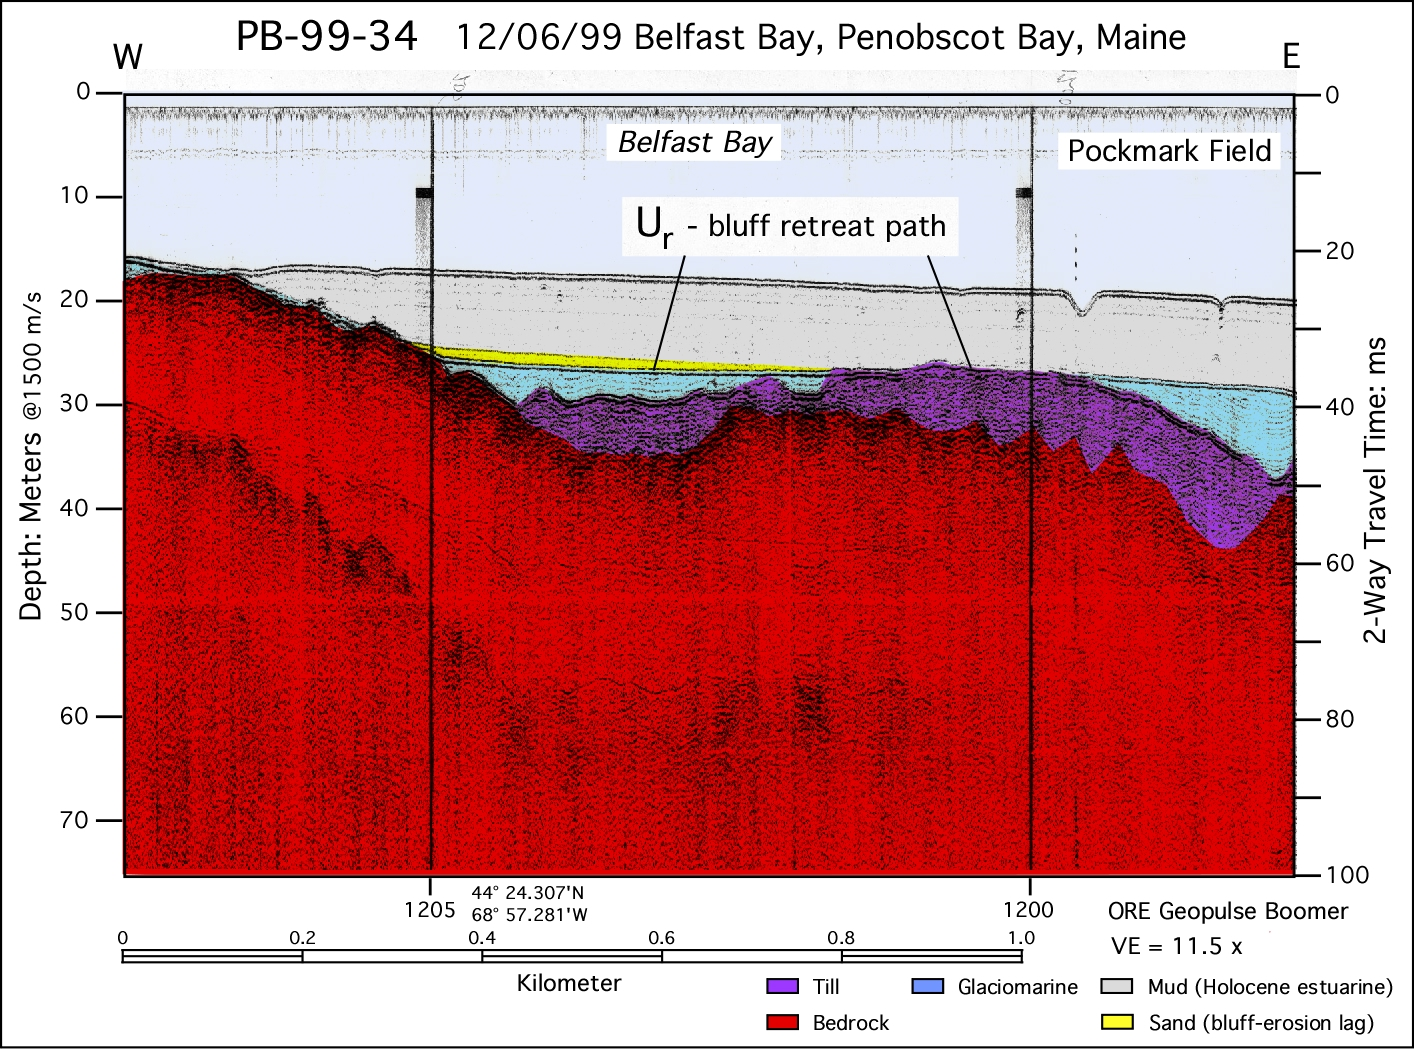 PB-99-34 12/06/99 Belfast Bay, Penobscot Bay, Maine
W E
0 0
Belfast Bay
Pockmark Field
10
Ur - bluff retreat path
20
20
30
40
40
50
60
60
80
70
100
Depth: Meters @1500 m/s
2-Way Travel Time: ms
44° 24.307'N
1205 68° 57.281'W 1200 ORE Geopulse Boomer
0 0.2 0.4 0.6 0.8 1.0
VE = 11.5 x
Kilometer
Till Glaciomarine Mud (Holocene estuarine)
Bedrock Sand (bluff-erosion lag)